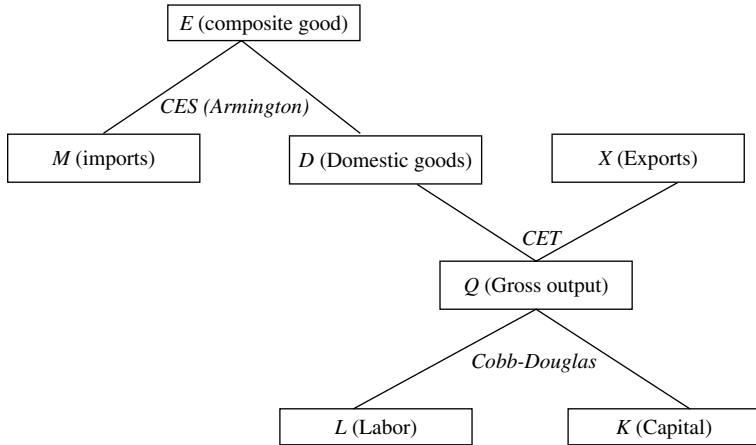 E (composite good)
CES (Armington)
M (imports)
D (Domestic goods)
X (Exports)
CET
Q (Gross output)
Cobb-Douglas
L (Labor)
K (Capital)